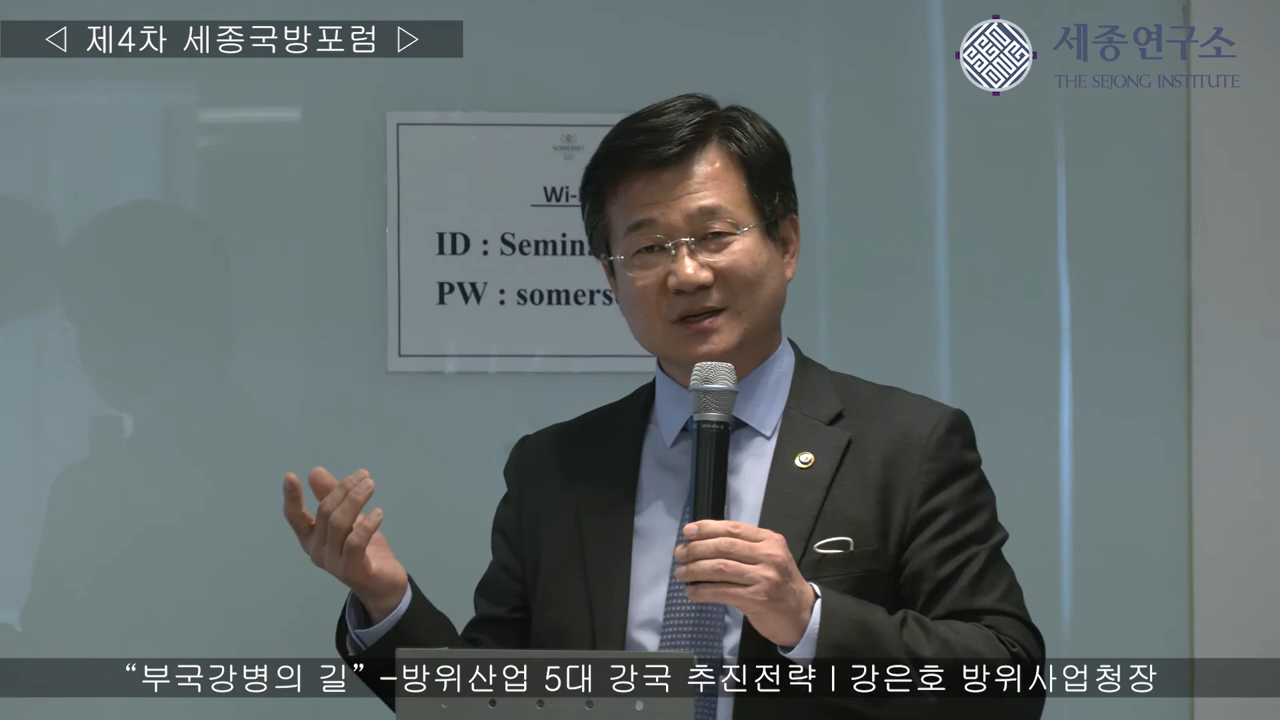 ◁ 제4차 세종국방포럼 ▷
세종연구소
THE SEJONG INSTITUTE
SOMERSET
Wi-
ID : Semin
PW : somers
“부국강병의 길” -방위산업 5대 강국 추진전략 | 강은호 방위사업청장